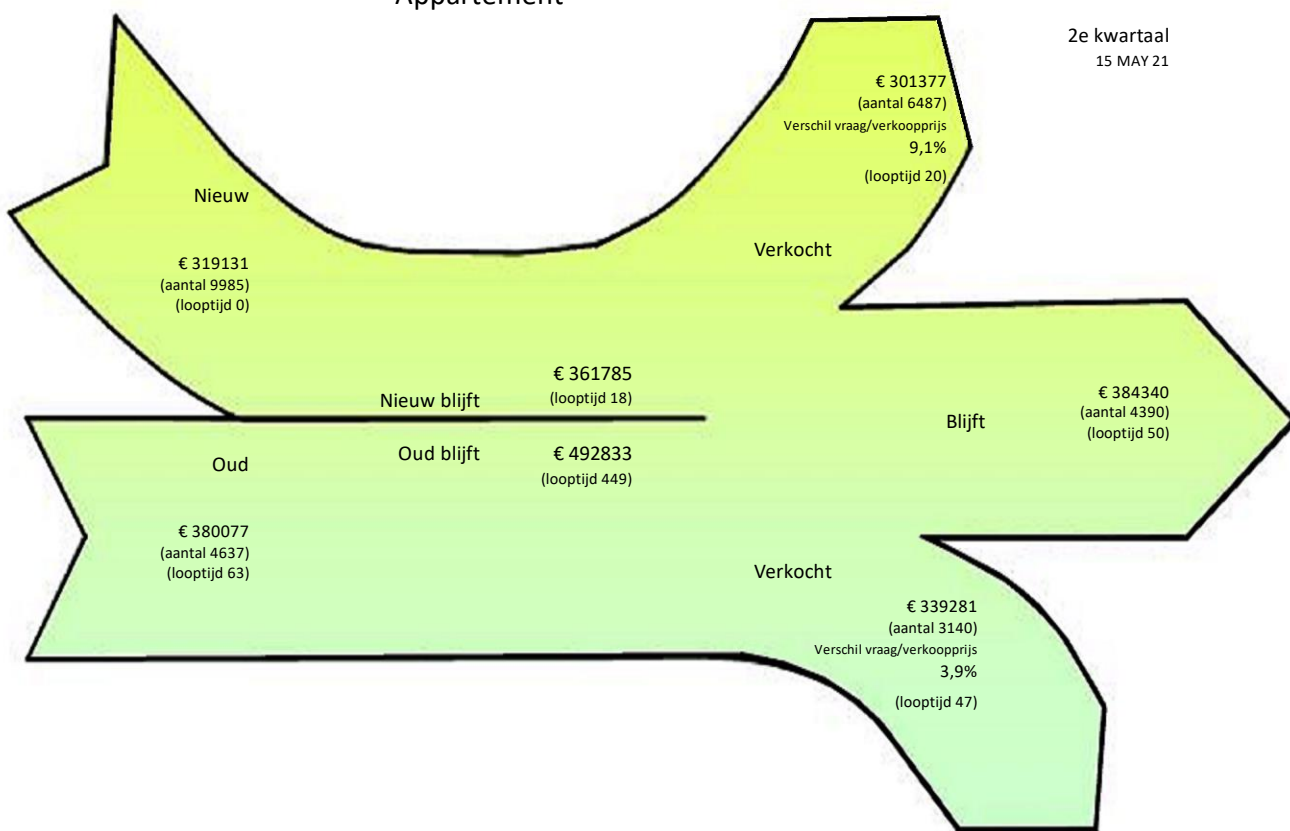 Appartement
2e kwartaal
15 MAY 21
€ 301377
(aantal 6487)
Verschil vraag/verkoopprijs
9,1%
(looptijd 20)
Nieuw
Verkocht
€ 319131
(aantal 9985)
(looptijd 0)
€ 361785
Nieuw blijft
(looptijd 18)
€ 384340
(aantal 4390)
(looptijd 50)
Blijft
Oud blijft
€ 492833
(looptijd 449)
Oud
€ 380077
(aantal 4637)
(looptijd 63)
Verkocht
€ 339281
(aantal 3140)
Verschil vraag/verkoopprijs
3,9%
(looptijd 47)